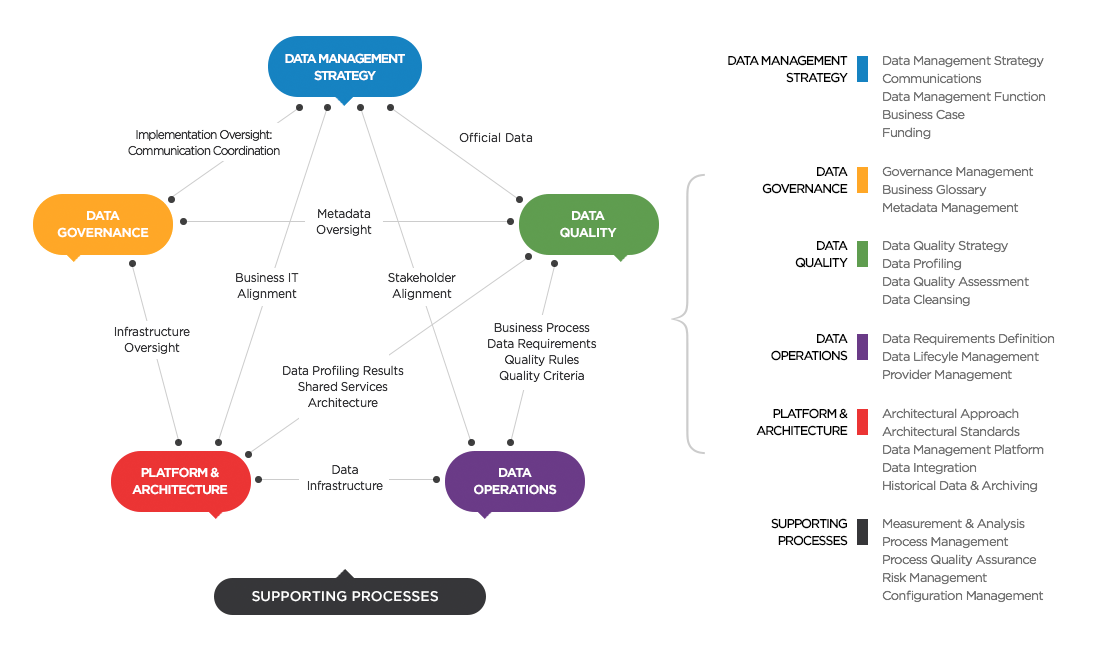 DATA MANAGEMENT
STRATEGY
Implementation Oversight:
Communication Coordination
Official Data
DATA
GOVERNANCE
Metadata
Oversight
DATA
QUALITY
Business IT
Alignment
Stakeholder
Alignment
Infrastructure
Oversight
Business Process
Data Requirements
Quality Rules
Quality Criteria
Data Profiling Results
Shared Services
Architecture
PLATFORM &
ARCHITECTURE
Data
Infrastructure
DATA
OPERATIONS
SUPPORTING PROCESSES
DATA MANAGEMENT
STRATEGY
Data Management Strategy
Communications
Data Management Function
Business Case
Funding
DATA
GOVERNANCE
Governance Management
Business Glossary
Metadata Management
DATA
QUALITY
Data Quality Strategy
Data Profiling
Data Quality Assessment
Data Cleansing
DATA
OPERATIONS
Data Requirements Definition
Data Lifecyle Management
Provider Management
PLATFORM &
ARCHITECTURE
Architectural Approach
Architectural Standards
Data Management Platform
Data Integration
Historical Data & Archiving
SUPPORTING
PROCESSES
Measurement & Analysis
Process Management
Process Quality Assurance
Risk Management
Configuration Management